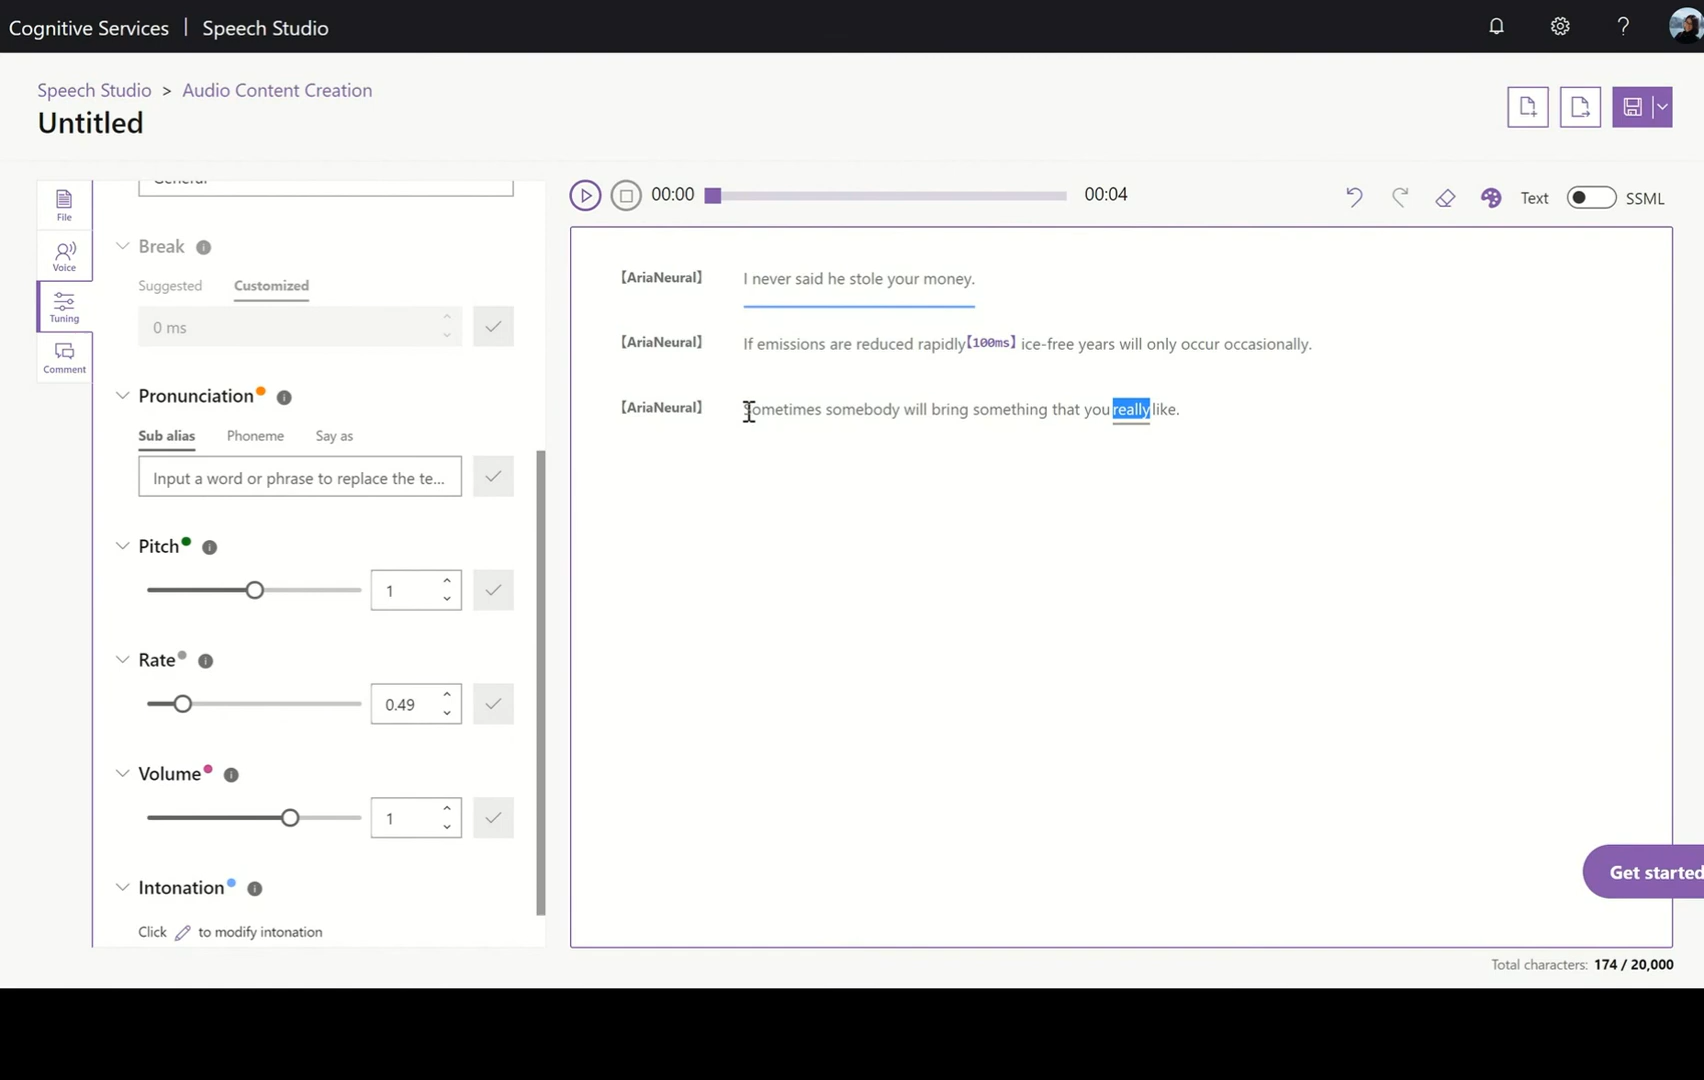 Cognitive Services | Speech Studio
Speech Studio > Audio Content Creation
Untitled
File
Voice
Tuning
Comment
General
Break
Suggested Customized
0 ms
Pronunciation
Sub alias Phoneme Say as
Input a word or phrase to replace the te...
Pitch
1
Rate
0.49
Volume
1
Intonation
Click to modify intonation
00:00 00:04
Text SSML
【AriaNeural】 I never said he stole your money.
【AriaNeural】 If emissions are reduced rapidly【100ms】 ice-free years will only occur occasionally.
【AriaNeural】 Sometimes somebody will bring something that you really like.
Get started
Total characters: 174 / 20,000